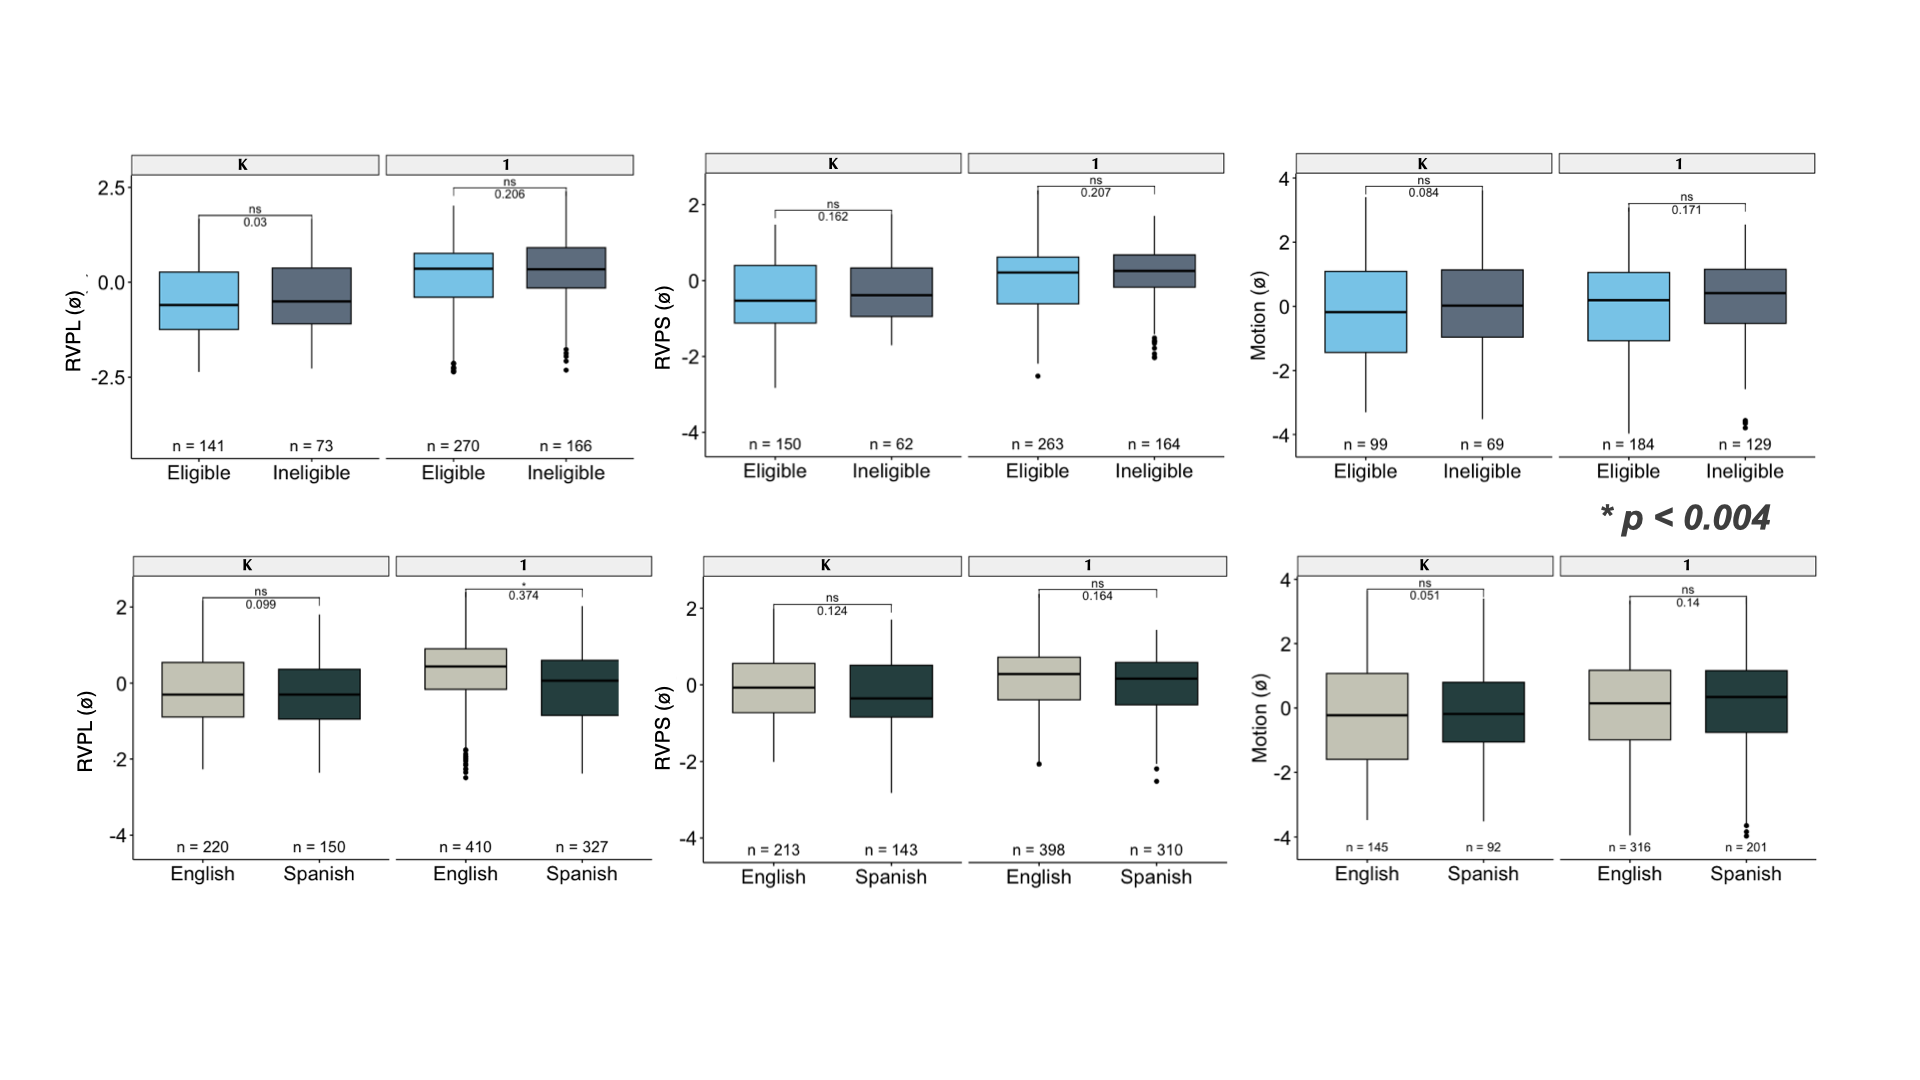 K 1
RVPL (ø)
2.5
0.0
-2.5
ns
0.03
ns
0.206
n = 141 n = 73 n = 270 n = 166
Eligible Ineligible Eligible Ineligible
K 1
RVPS (ø)
2
0
-2
-4
ns
0.162
ns
0.207
n = 150 n = 62 n = 263 n = 164
Eligible Ineligible Eligible Ineligible
K 1
Motion (ø)
4
2
0
-2
-4
ns
0.084
ns
0.171
n = 99 n = 69 n = 184 n = 129
Eligible Ineligible Eligible Ineligible
* p < 0.004
K 1
RVPL (ø)
2
0
-2
-4
ns
0.099
*
0.374
n = 220 n = 150 n = 410 n = 327
English Spanish English Spanish
K 1
RVPS (ø)
2
0
-2
-4
ns
0.124
ns
0.164
n = 213 n = 143 n = 398 n = 310
English Spanish English Spanish
K 1
Motion (ø)
4
2
0
-2
-4
ns
0.051
ns
0.14
n = 145 n = 92 n = 316 n = 201
English Spanish English Spanish